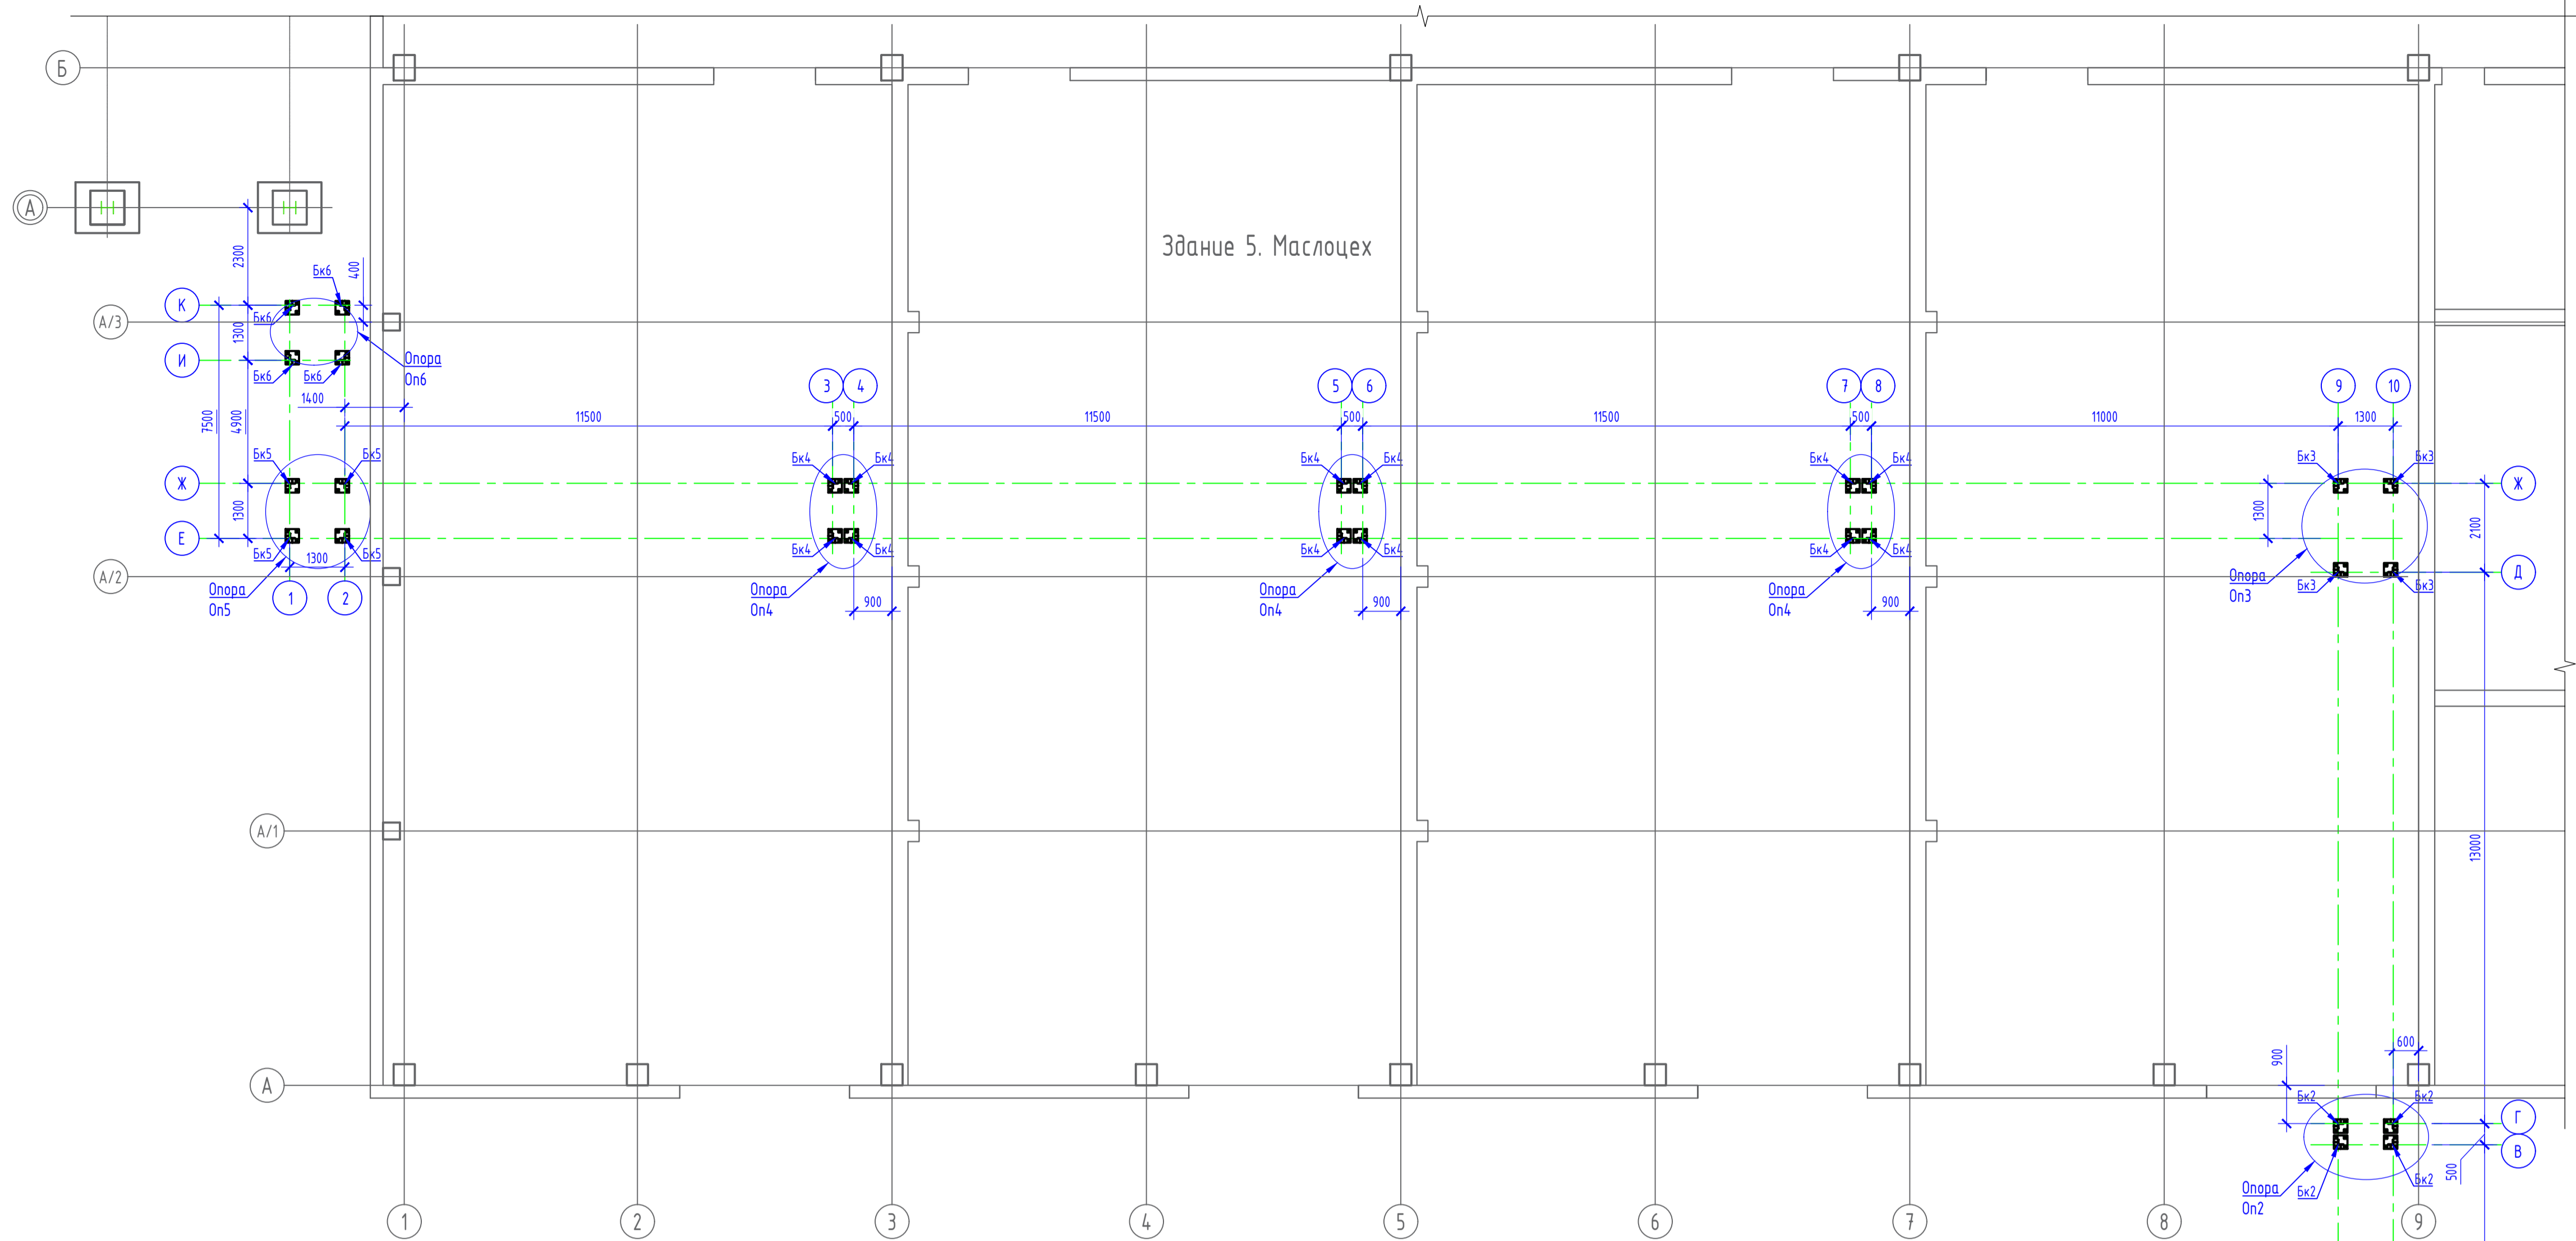 Б
А
Здание 5. Маслоцех
2300
Бк6
400
К
Бк6
А/3
1300
И
Опора
Оп6
Бк6
Бк6
3
4
5
6
7
8
9
10
1400
7500
4900
11500
500
11500
500
11500
500
11000
1300
Бк5
Бк5
Бк4
Бк4
Бк4
Бк4
Бк4
Бк4
Бк3
Бк3
Ж
Ж
1300
1300
2100
Е
Бк5
1300
Бк5
Бк4
Бк4
Бк4
Бк4
Бк4
Бк4
А/2
Опора
Оп5
1
2
Опора
Оп4
900
Опора
Оп4
900
Опора
Оп4
900
Опора
Оп3
Бк3
Бк3
Д
А/1
13000
600
900
А
Бк2
Бк2
Г
В
500
Опора
Оп2
Бк2
Бк2
1
2
3
4
5
6
7
8
9